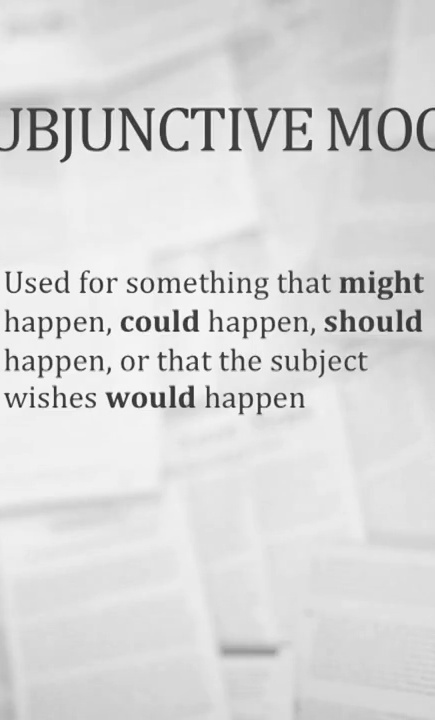 UBJUNCTIVE MOO
Used for something that might
happen, could happen, should
happen, or that the subject
wishes would happen